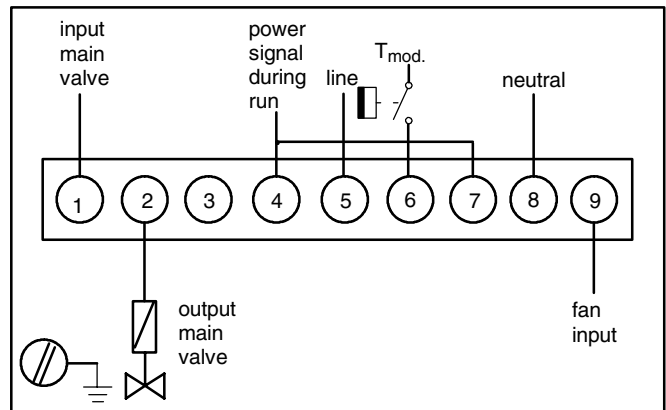 input
main
valve
power
signal
during
run
line
Tmod.
neutral
1 2 3 4 5 6 7 8 9
output
main
valve
fan
input